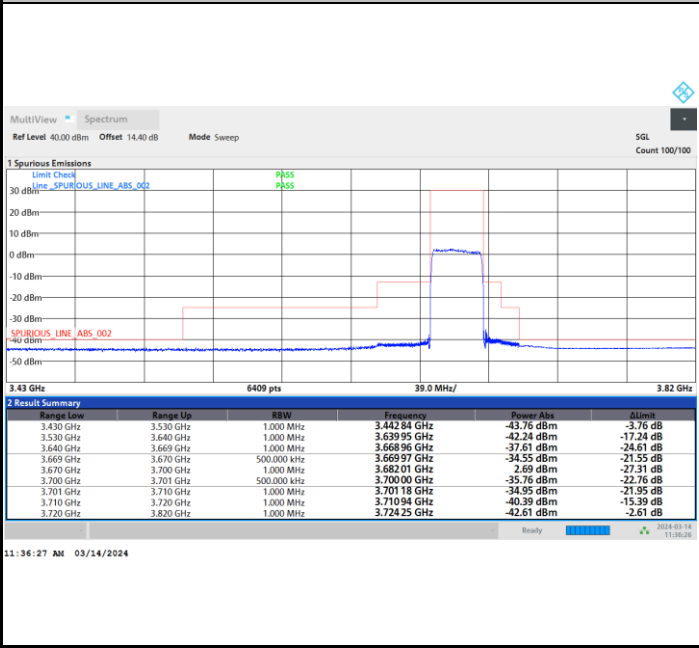 MultiView Spectrum
Ref Level 40.00 dBm Offset 14.40 dB Mode Sweep SGL
Count 100/100
1 Spurious Emissions
Limit Check PASS
Line _SPURIOUS_LINE_ABS_002 PASS
30 dBm
20 dBm
10 dBm
0 dBm
-10 dBm
-20 dBm
-30 dBm
SPURIOUS_LINE_ABS_002
-40 dBm
-50 dBm
3.43 GHz 6409 pts 39.0 MHz/ 3.82 GHz
2 Result Summary
Range Low Range Up RBW Frequency Power Abs ΔLimit
3.430 GHz 3.530 GHz 1.000 MHz 3.442 84 GHz -43.76 dBm -3.76 dB
3.530 GHz 3.640 GHz 1.000 MHz 3.639 95 GHz -42.24 dBm -17.24 dB
3.640 GHz 3.669 GHz 1.000 MHz 3.668 96 GHz -37.61 dBm -24.61 dB
3.669 GHz 3.670 GHz 500.000 kHz 3.669 97 GHz -34.55 dBm -21.55 dB
3.670 GHz 3.700 GHz 1.000 MHz 3.682 01 GHz 2.69 dBm -27.31 dB
3.700 GHz 3.701 GHz 500.000 kHz 3.700 00 GHz -35.76 dBm -22.76 dB
3.701 GHz 3.710 GHz 1.000 MHz 3.701 18 GHz -34.95 dBm -21.95 dB
3.710 GHz 3.720 GHz 1.000 MHz 3.710 94 GHz -40.39 dBm -15.39 dB
3.720 GHz 3.820 GHz 1.000 MHz 3.724 25 GHz -42.61 dBm -2.61 dB
Ready 2024-03-14
11:36:26
11:36:27 AM 03/14/2024